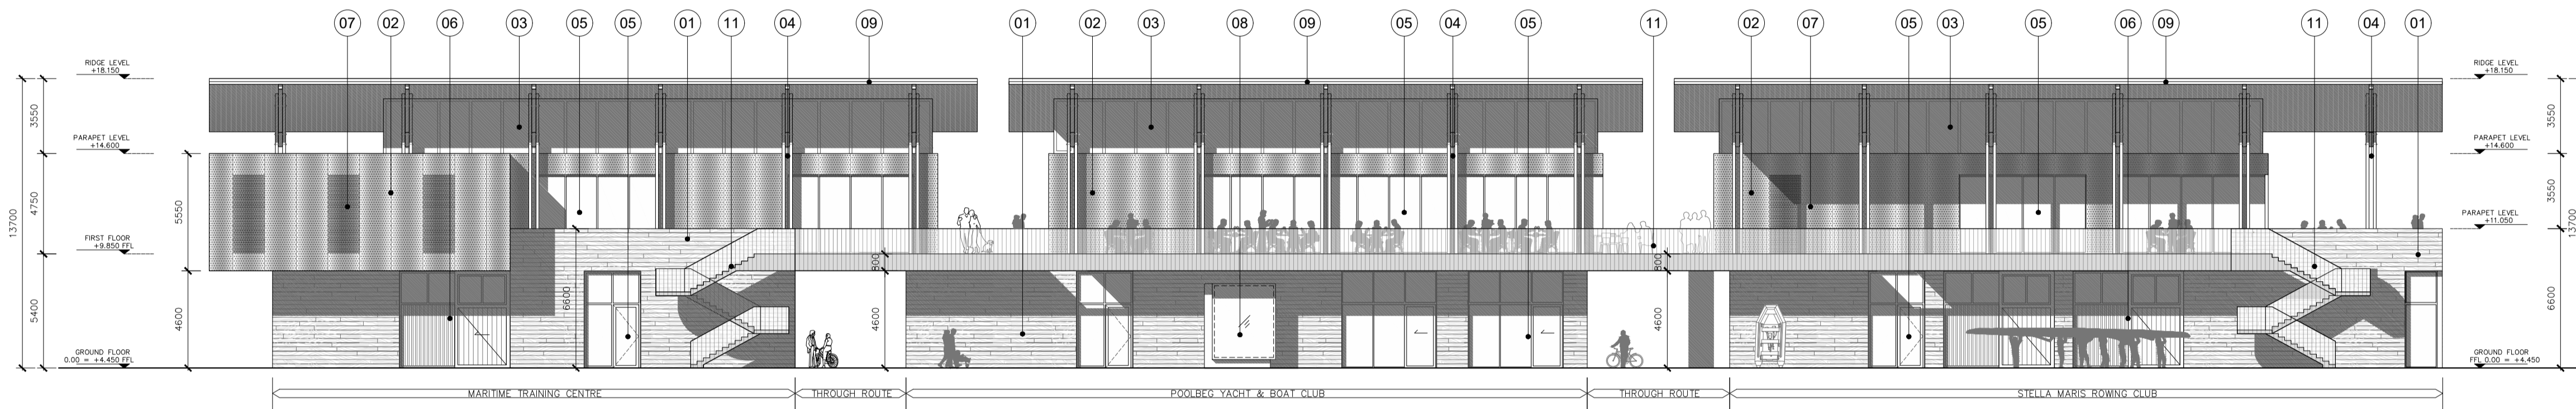 07 02 06 03 05 05 01 11 04 09 01 02 03 08 09 05 04 05 11 02 07 05 03 05 06 09 11 04 01
RIDGE LEVEL
+18.150
PARAPET LEVEL
+14.600
FIRST FLOOR
+9.850 FFL
GROUND FLOOR
0.00 = +4.450 FFL
13700
3550
4750
5400
5550
4600
6600
800
4600
800
4600
RIDGE LEVEL
+18.150
PARAPET LEVEL
+14.600
PARAPET LEVEL
+11.050
GROUND FLOOR
FFL 0.00 = +4.450
3550
3550
6600
13700
MARITIME TRAINING CENTRE
THROUGH ROUTE
POOLBEG YACHT & BOAT CLUB
THROUGH ROUTE
STELLA MARIS ROWING CLUB